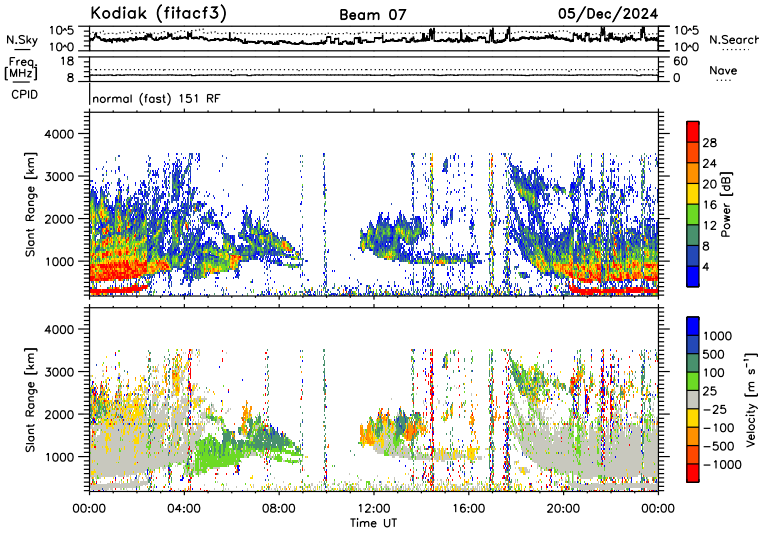 Kodiak (fitacf3) Beam 07 05/Dec/2024
N.Sky 10^5 10^0 10^5 10^0 N.Search
Freq. [MHz] 18 8 60 0 Nave
CPID normal (fast) 151 RF
Slant Range [km] 4000 3000 2000 1000
28 24 20 16 12 8 4 Power [dB]
Slant Range [km] 4000 3000 2000 1000
1000 500 100 25 −25 −100 −500 −1000 Velocity [m s⁻¹]
00:00 04:00 08:00 12:00 16:00 20:00 00:00
Time UT